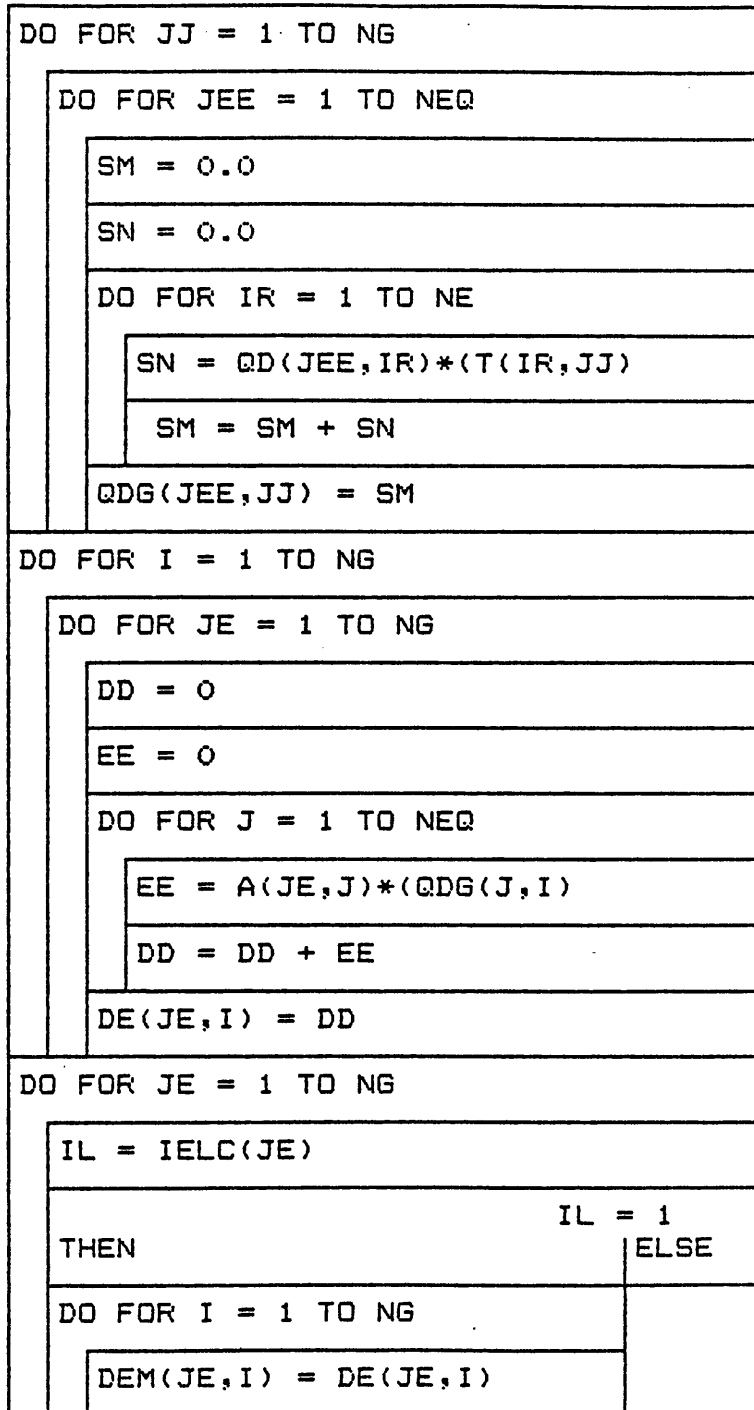 DO FOR JJ = 1 TO NG
DO FOR JEE = 1 TO NEQ
SM = 0.0
SN = 0.0
DO FOR IR = 1 TO NE
SN = QD(JEE,IR)*(T(IR,JJ)
SM = SM + SN
QDG(JEE,JJ) = SM
DO FOR I = 1 TO NG
DO FOR JE = 1 TO NG
DD = 0
EE = 0
DO FOR J = 1 TO NEQ
EE = A(JE,J)*(QDG(J,I)
DD = DD + EE
DE(JE,I) = DD
DO FOR JE = 1 TO NG
IL = IELC(JE)
IL = 1
THEN ELSE
DO FOR I = 1 TO NG
DEM(JE,I) = DE(JE,I)